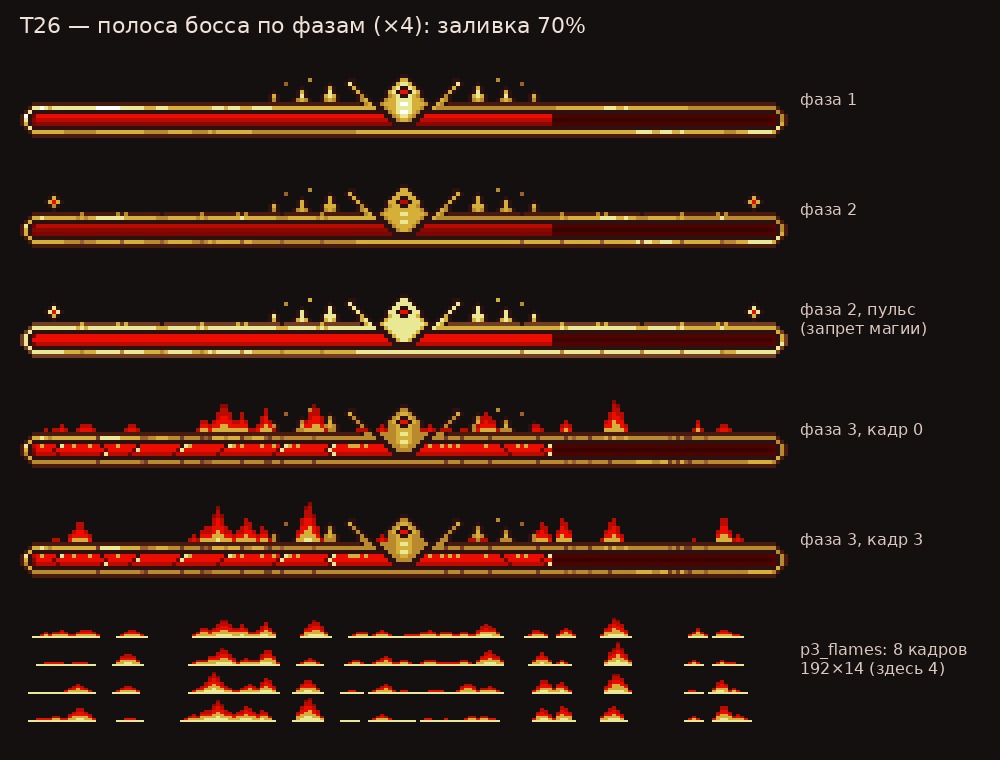 T26 — полоса босса по фазам (×4): заливка 70%
фаза 1
фаза 2
фаза 2, пульс
(запрет магии)
фаза 3, кадр 0
фаза 3, кадр 3
p3_flames: 8 кадров
192×14 (здесь 4)